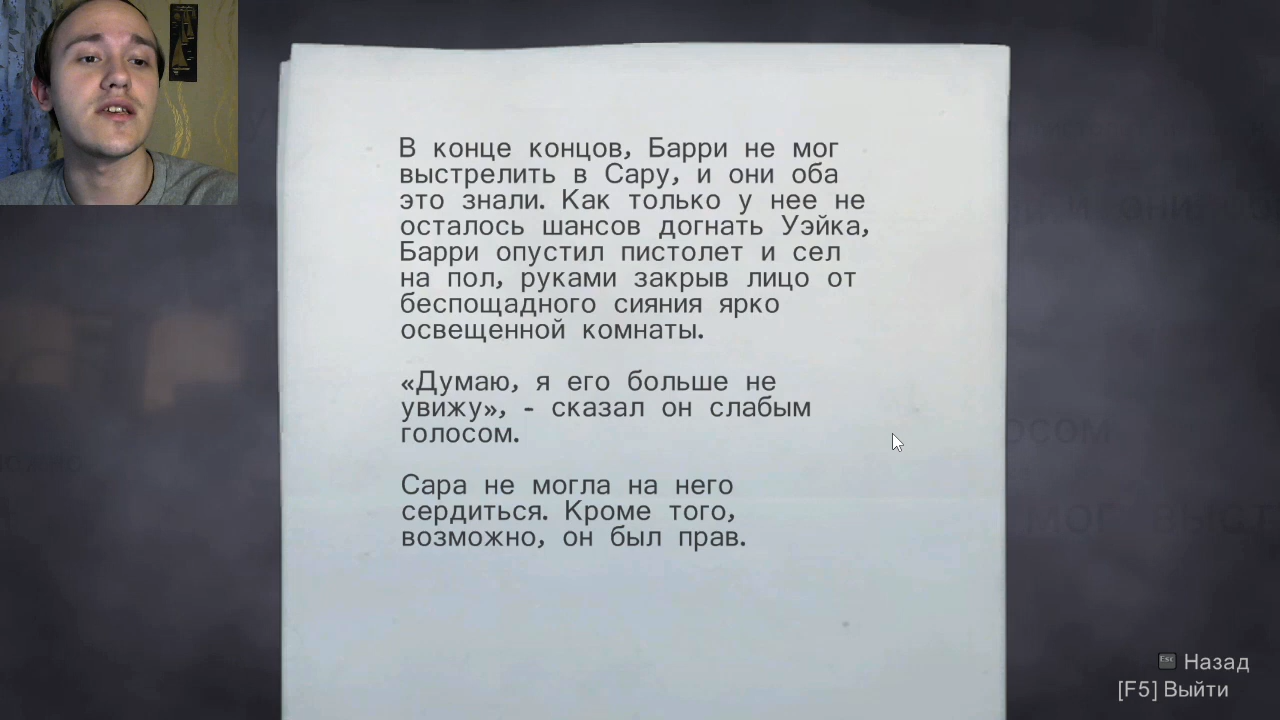 В конце концов, Барри не мог
выстрелить в Сару, и они оба
это знали. Как только у нее не
осталось шансов догнать Уэйка,
Барри опустил пистолет и сел
на пол, руками закрыв лицо от
беспощадного сияния ярко
освещенной комнаты.
«Думаю, я его больше не
увижу», - сказал он слабым
голосом.
Сара не могла на него
сердиться. Кроме того,
возможно, он был прав.
Esc Назад
[F5] Выйти